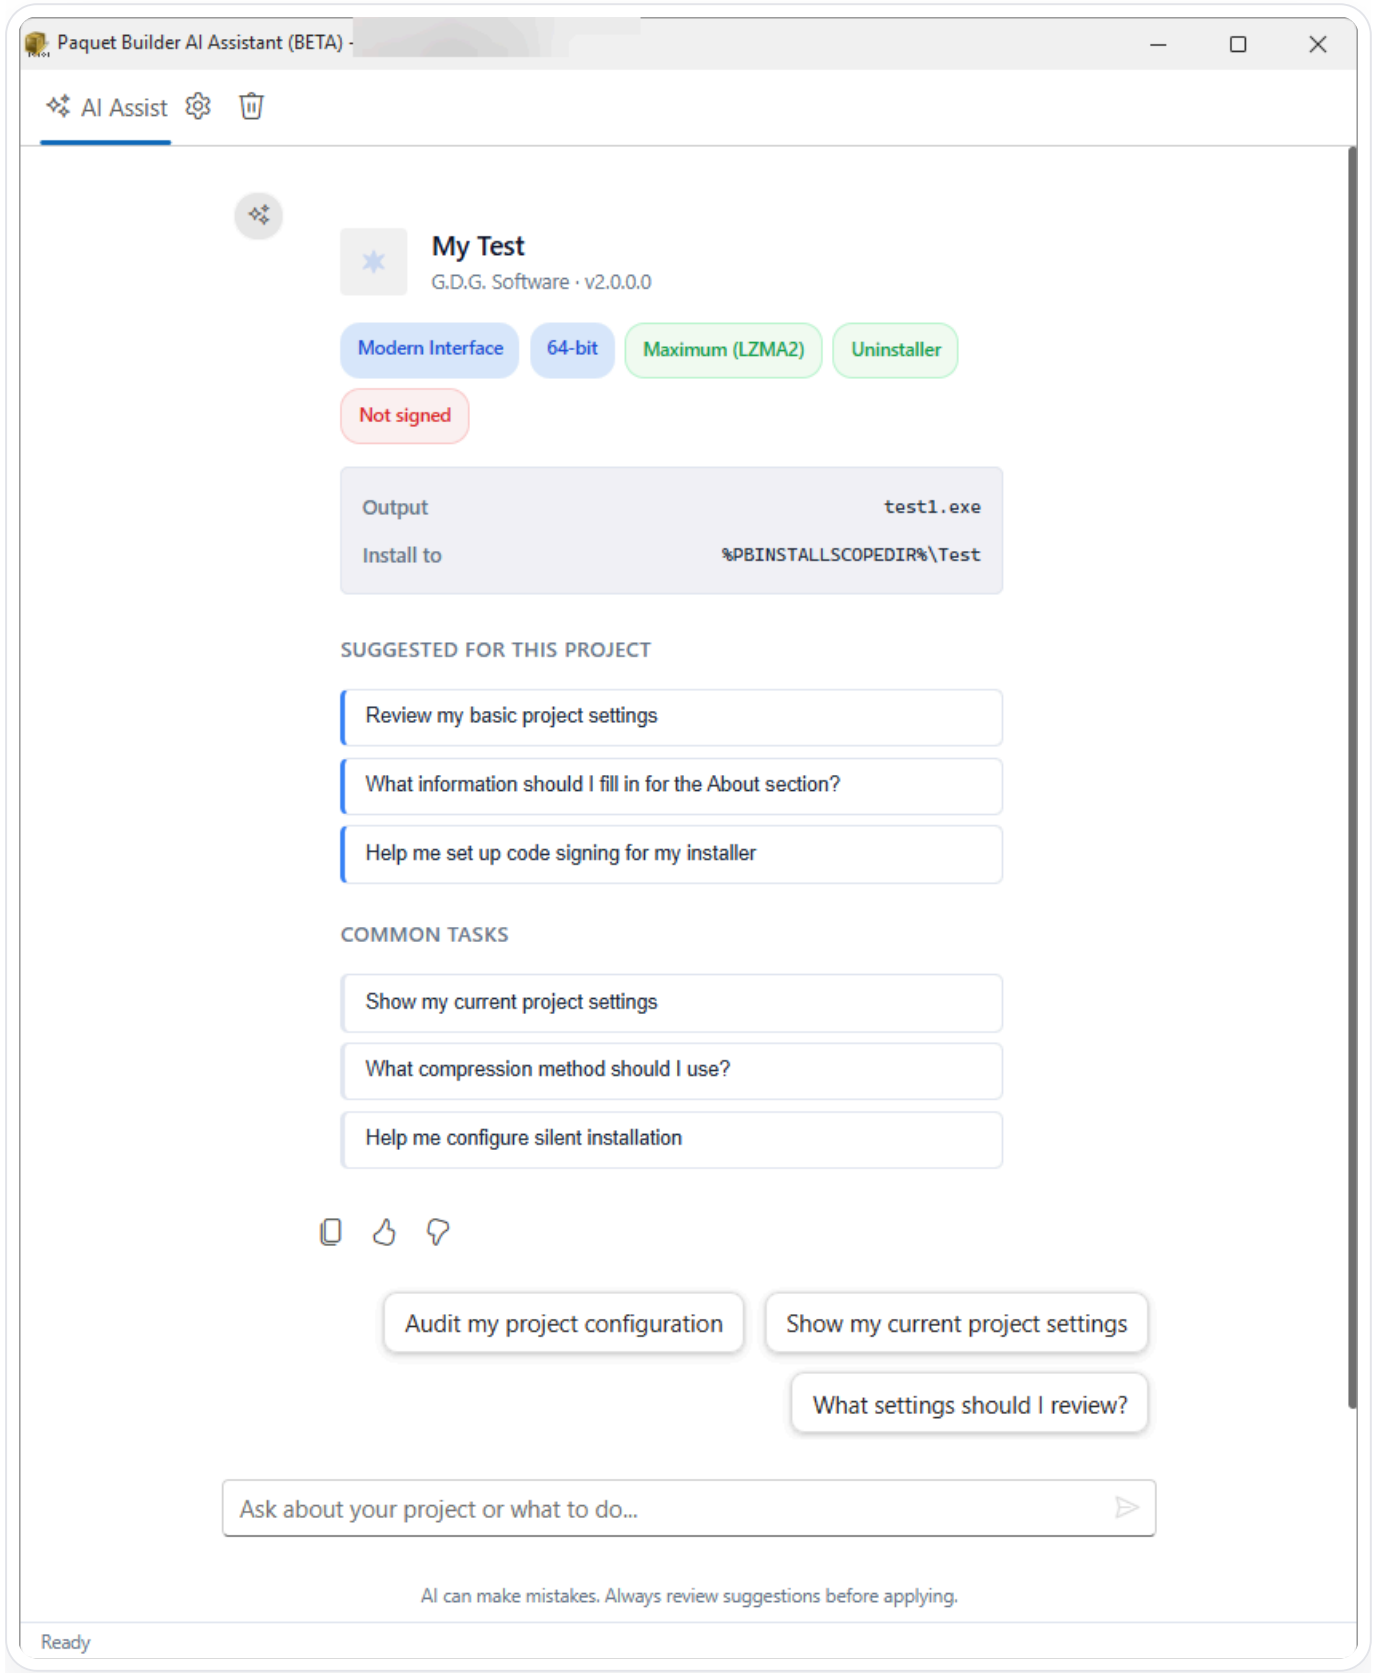 Paquet Builder AI Assistant (BETA) -
AI Assist
My Test
G.D.G. Software · v2.0.0.0
Modern Interface
64-bit
Maximum (LZMA2)
Uninstaller
Not signed
Output
test1.exe
Install to
%PBINSTALLSCOPEDIR%\Test
SUGGESTED FOR THIS PROJECT
Review my basic project settings
What information should I fill in for the About section?
Help me set up code signing for my installer
COMMON TASKS
Show my current project settings
What compression method should I use?
Help me configure silent installation
Audit my project configuration
Show my current project settings
What settings should I review?
Ask about your project or what to do...
AI can make mistakes. Always review suggestions before applying.
Ready